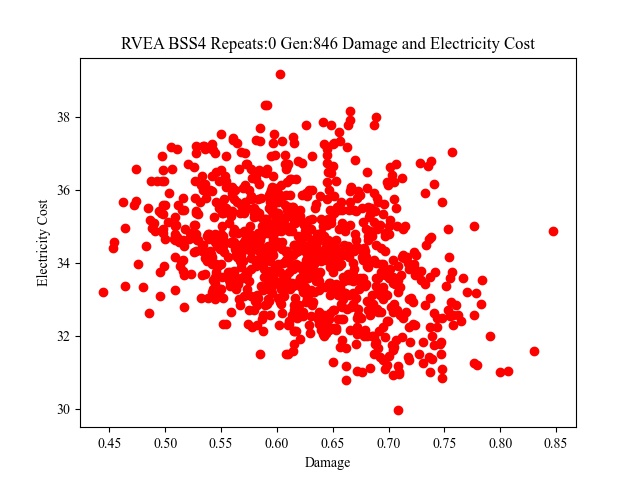 RVEA BSS4 Repeats:0 Gen:846 Damage and Electricity Cost
38
36
34
32
30
Electricity Cost
0.45 0.50 0.55 0.60 0.65 0.70 0.75 0.80 0.85
Damage